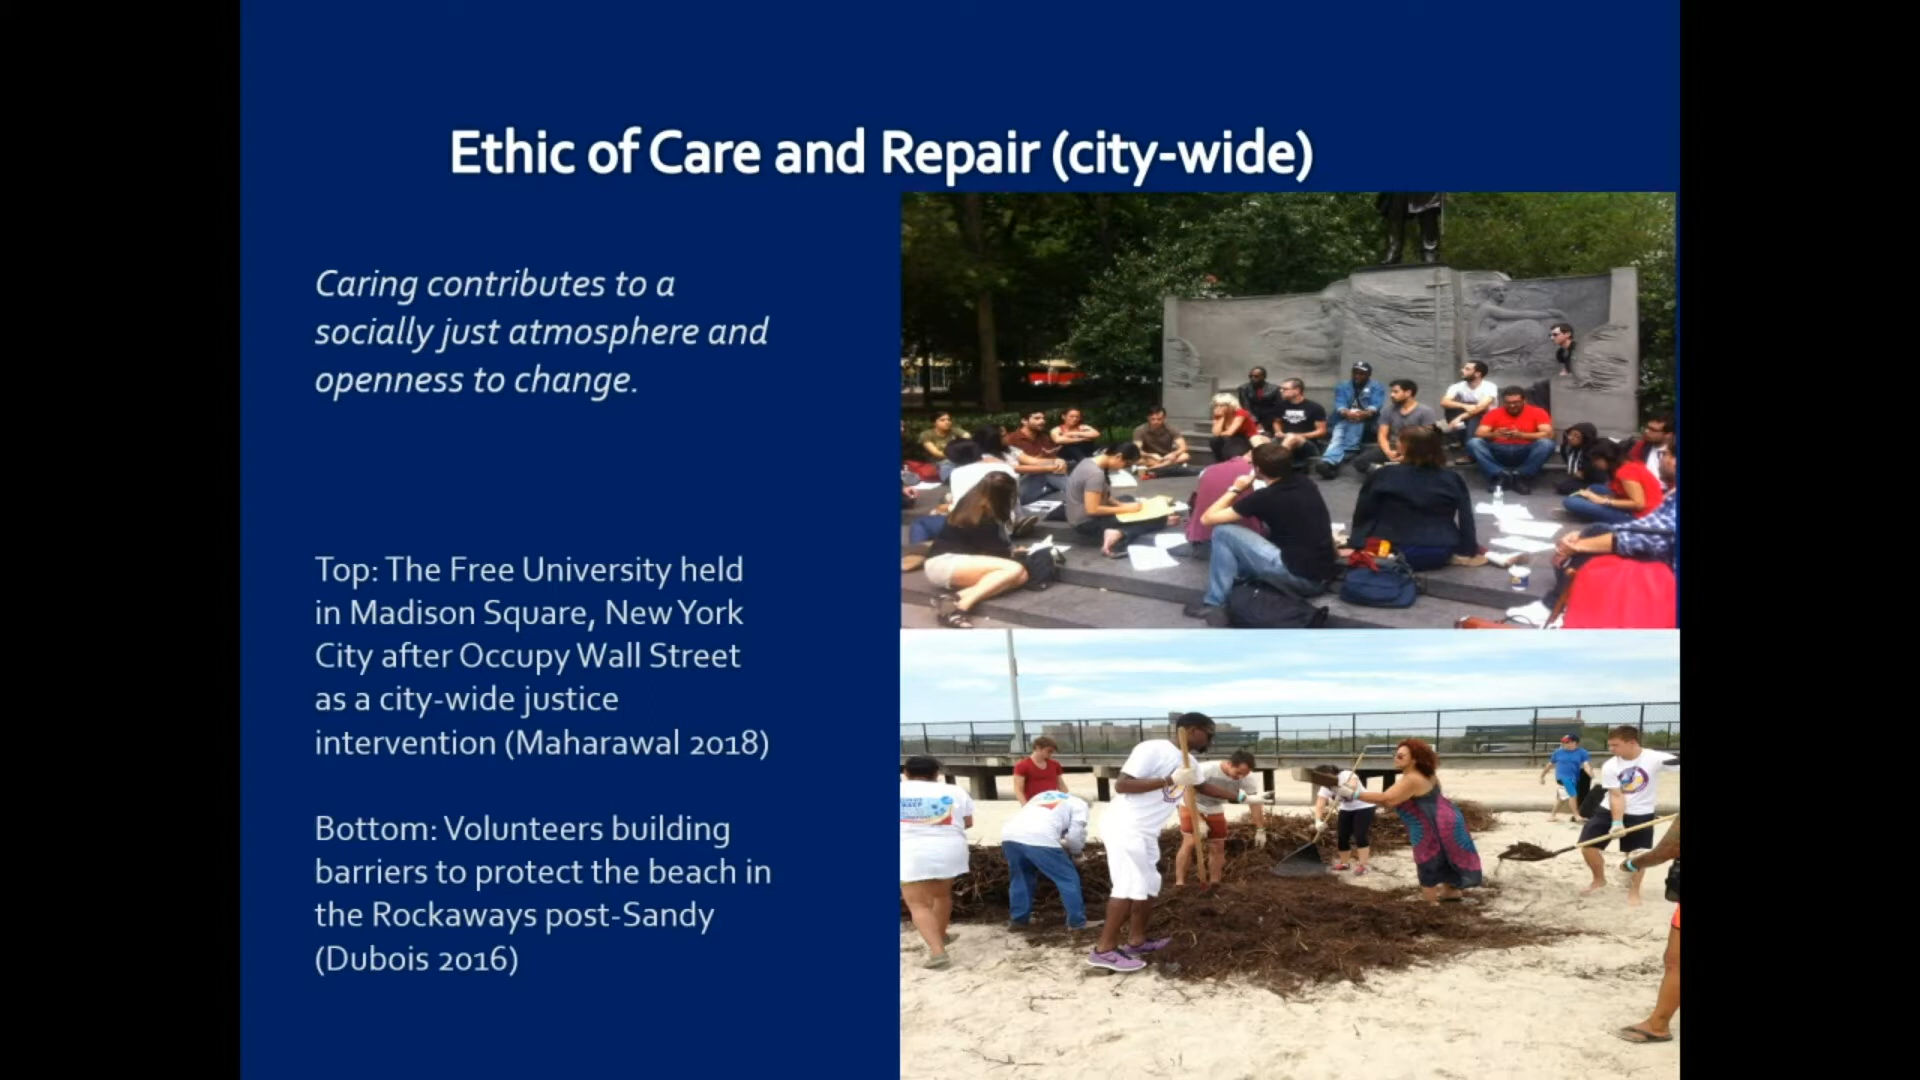 Ethic of Care and Repair (city-wide)
Caring contributes to a
socially just atmosphere and
openness to change.
Top: The Free University held
in Madison Square, New York
City after Occupy Wall Street
as a city-wide justice
intervention (Maharawal 2018)
Bottom: Volunteers building
barriers to protect the beach in
the Rockaways post-Sandy
(Dubois 2016)